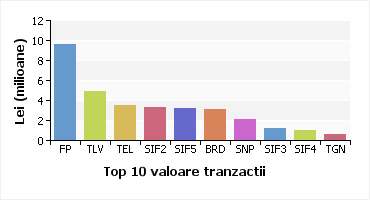 Lei (milioane)
12
10
8
6
4
2
0
FP TLV TEL SIF2 SIF5 BRD SNP SIF3 SIF4 TGN
Top 10 valoare tranzactii